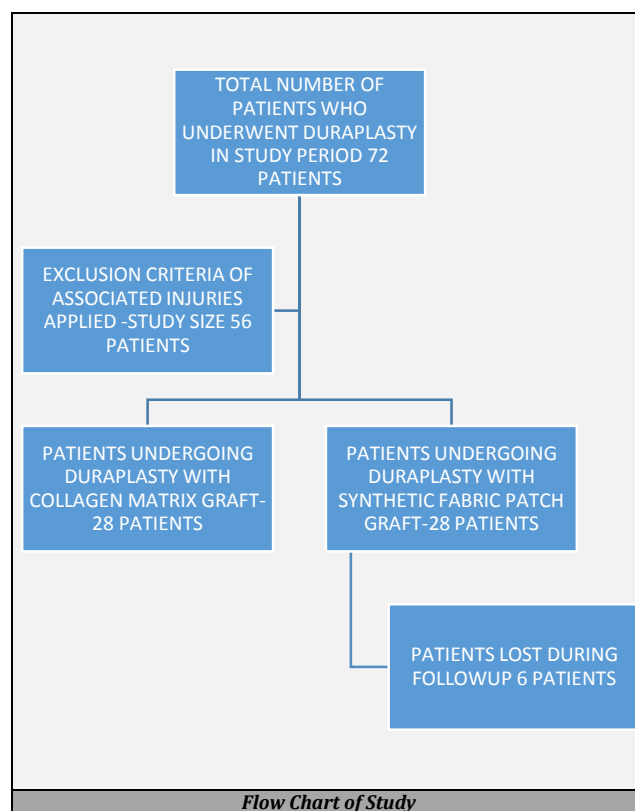 TOTAL NUMBER OF
PATIENTS WHO
UNDERWENT DURAPLASTY
IN STUDY PERIOD 72
PATIENTS
EXCLUSION CRITERIA OF
ASSOCIATED INJURIES
APPLIED -STUDY SIZE 56
PATIENTS
PATIENTS UNDERGOING
DURAPLASTY WITH
COLLAGEN MATRIX GRAFT-
28 PATIENTS
PATIENTS UNDERGOING
DURAPLASTY WITH
SYNTHETIC FABRIC PATCH
GRAFT-28 PATIENTS
PATIENTS LOST DURING
FOLLOWUP 6 PATIENTS
Flow Chart of Study